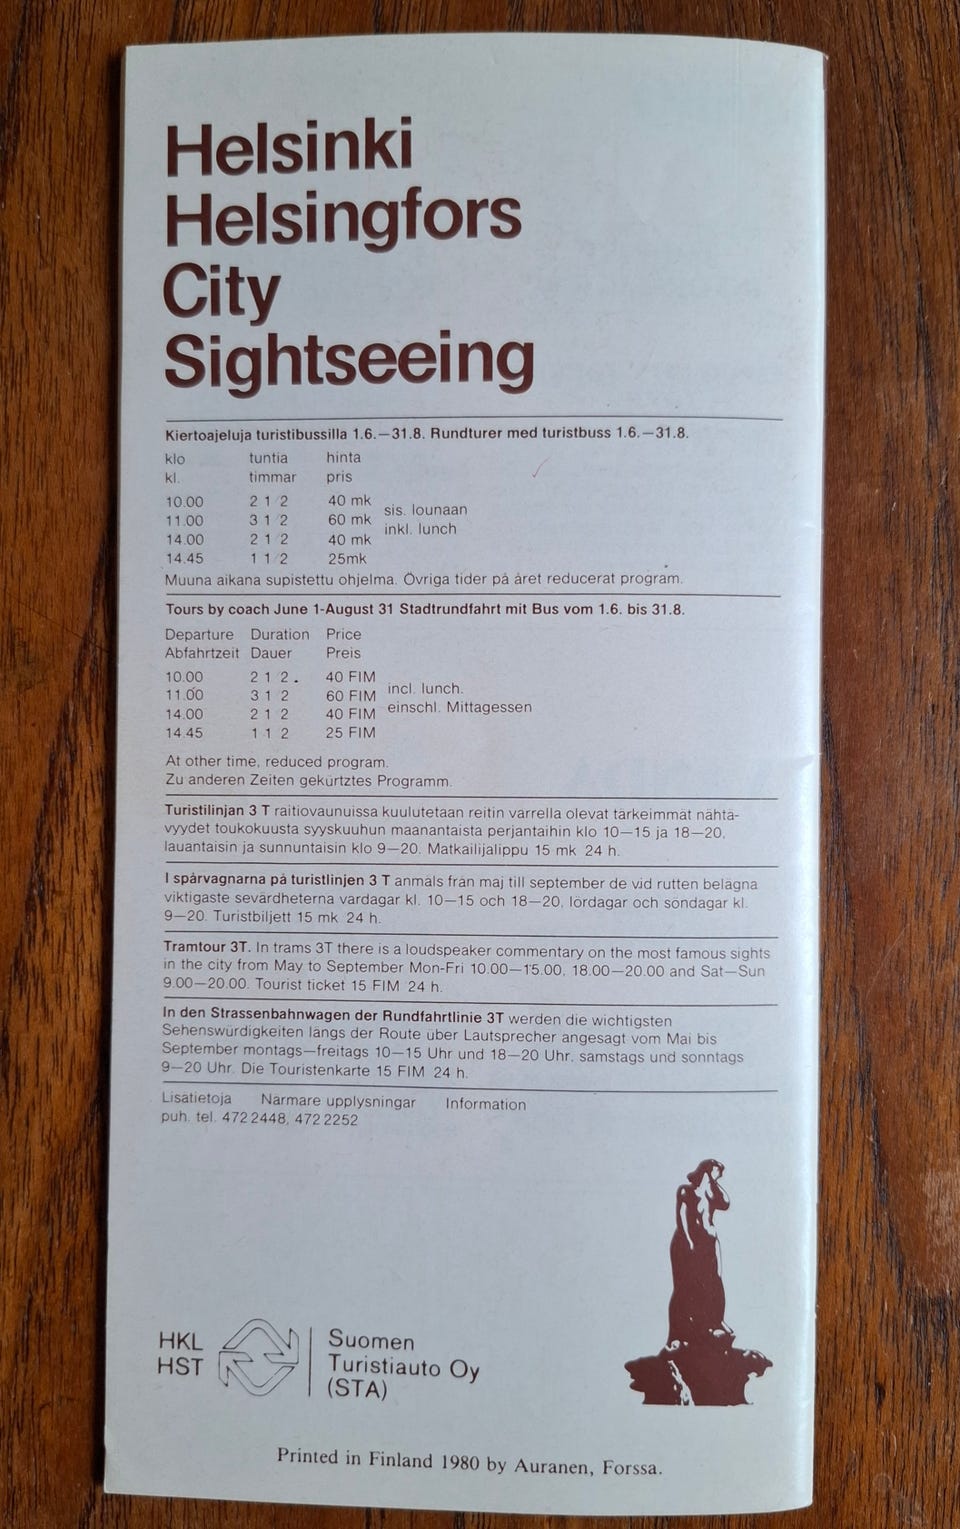 Helsinki
Helsingfors
City
Sightseeing
Kiertoajeluja turistibussilla 1.6.—31.8. Rundturer med turistbuss 1.6.—31.8.
klo tuntia hinta
kl. timmar pris
10.00 2 1 2 40 mk
11.00 3 1 2 60 mk sis. lounaan
14.00 2 1 2 40 mk inkl. lunch
14.45 1 1 2 25mk
Muuna aikana supistettu ohjelma. Övriga tider på året reducerat program.
Tours by coach June 1-August 31 Stadtrundfahrt mit Bus vom 1.6. bis 31.8.
Departure Duration Price
Abfahrtzeit Dauer Preis
10.00 2 1 2 40 FIM
11.00 3 1 2 60 FIM incl. lunch.
14.00 2 1 2 40 FIM einschl. Mittagessen
14.45 1 1 2 25 FIM
At other time, reduced program.
Zu anderen Zeiten gekürtztes Programm.
Turistilinjan 3 T raitiovaunuissa kuulutetaan reitin varrella olevat tärkeimmät nähtä-
vyydet toukokuusta syyskuuhun maanantaista perjantaihin klo 10—15 ja 18—20,
lauantaisin ja sunnuntaisin klo 9—20. Matkailijalippu 15 mk 24 h.
I spårvagnarna på turistlinjen 3 T anmäls från maj till september de vid rutten belägna
viktigaste sevärdheterna vardagar kl. 10—15 och 18—20, lördagar och söndagar kl.
9—20. Turistbiljett 15 mk 24 h.
Tramtour 3T. In trams 3T there is a loudspeaker commentary on the most famous sights
in the city from May to September Mon-Fri 10.00—15.00, 18.00—20.00 and Sat—Sun
9.00—20.00. Tourist ticket 15 FIM 24 h.
In den Strassenbahnwagen der Rundfahrtlinie 3T werden die wichtigsten
Sehenswürdigkeiten längs der Route über Lautsprecher angesagt vom Mai bis
September montags—freitags 10—15 Uhr und 18—20 Uhr, samstags und sonntags
9—20 Uhr. Die Touristenkarte 15 FIM 24 h.
Lisätietoja Närmare upplysningar Information
puh. tel. 472 2448, 472 2252
HKL
HST
Suomen
Turistiauto Oy
(STA)
Printed in Finland 1980 by Auranen, Forssa.